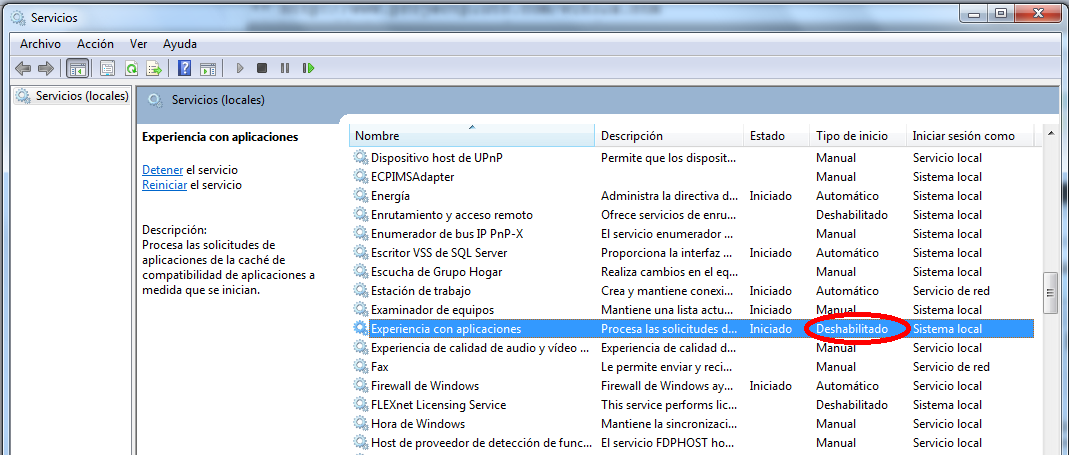 Servicios
Archivo Acción Ver Ayuda
Servicios (locales)
Servicios (locales)
Experiencia con aplicaciones
Detener el servicio
Reiniciar el servicio
Descripción:
Procesa las solicitudes de
aplicaciones de la caché de
compatibilidad de aplicaciones a
medida que se inician.
Nombre Descripción Estado Tipo de inicio Iniciar sesión como
Dispositivo host de UPnP Permite que los disposit... Manual Servicio local
ECPIMSAdapter Manual Sistema local
Energía Administra la directiva d... Iniciado Automático Sistema local
Enrutamiento y acceso remoto Ofrece servicios de enru... Deshabilitado Sistema local
Enumerador de bus IP PnP-X El servicio enumerador ... Manual Sistema local
Escritor VSS de SQL Server Proporciona la interfaz ... Iniciado Automático Sistema local
Escucha de Grupo Hogar Realiza cambios en el eq... Manual Sistema local
Estación de trabajo Crea y mantiene conexi... Iniciado Automático Servicio de red
Examinador de equipos Mantiene una lista actu... Iniciado Manual Sistema local
Experiencia con aplicaciones Procesa las solicitudes d... Iniciado Deshabilitado Sistema local
Experiencia de calidad de audio y vídeo ... Experiencia de calidad d... Manual Servicio local
Fax Le permite enviar y reci... Manual Servicio de red
Firewall de Windows Firewall de Windows ay... Iniciado Automático Servicio local
FLEXnet Licensing Service This service performs lic... Deshabilitado Sistema local
Hora de Windows Mantiene la sincronizaci... Manual Servicio local
Host de proveedor de detección de func... El servicio FDPHOST ho... Manual Servicio local